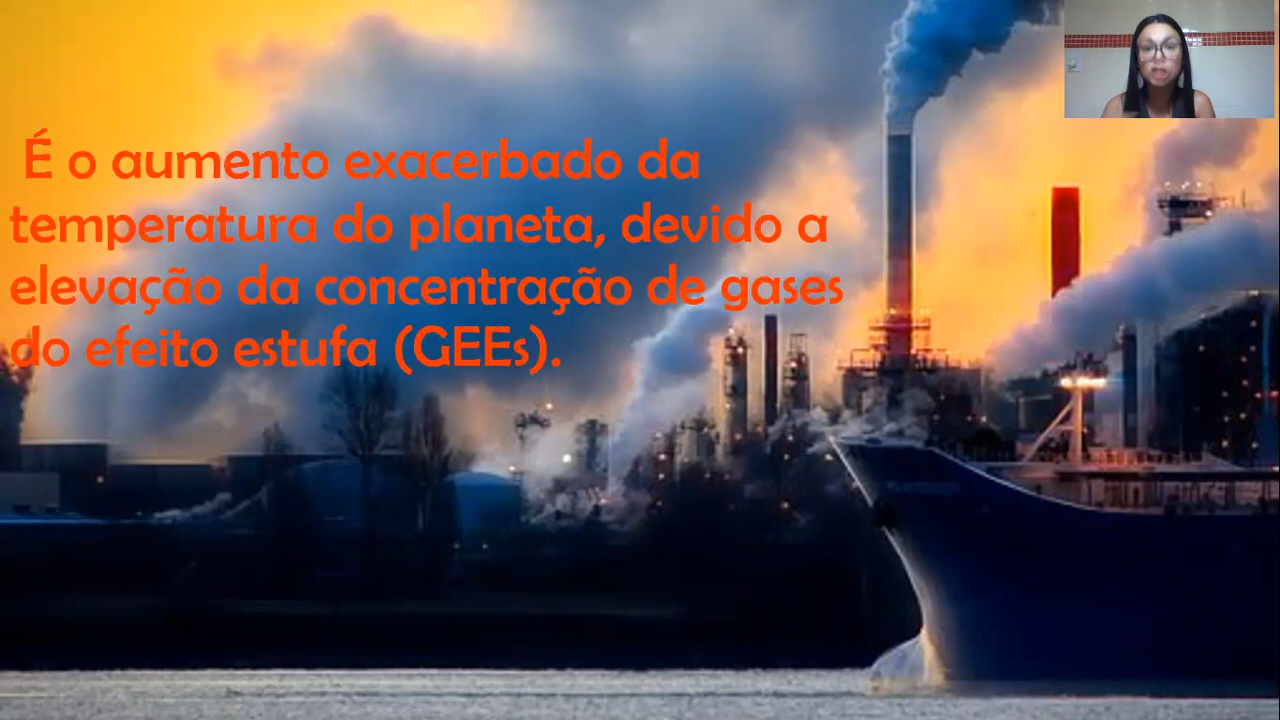 É o aumento exacerbado da
temperatura do planeta, devido a
elevação da concentração de gases
do efeito estufa (GEEs).